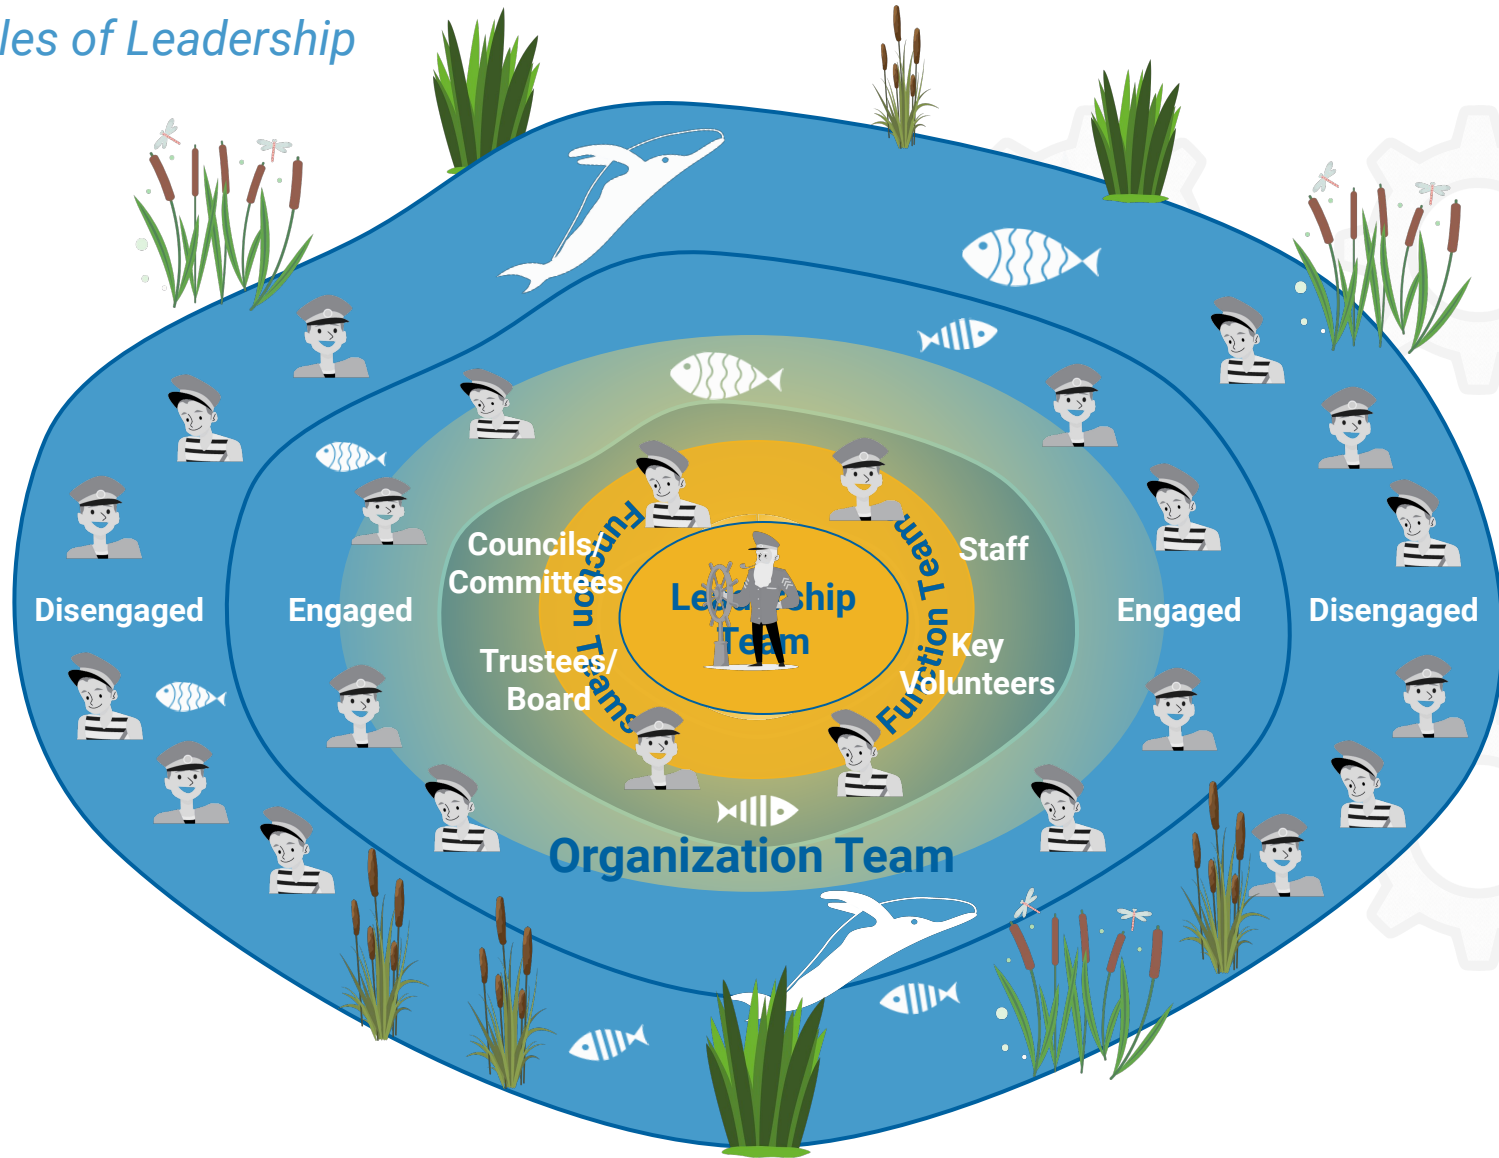 les of Leadership
Councils/
Committees
Staff
Function Teams
Function Team
Leadership
Team
Disengaged
Engaged
Engaged
Disengaged
Trustees/
Board
Key
Volunteers
Organization Team